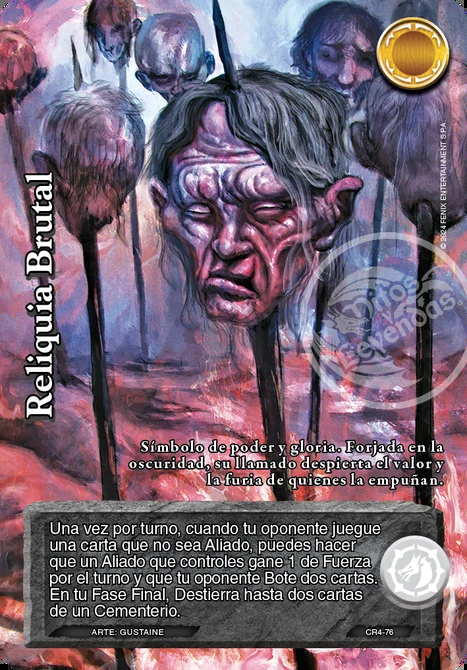 © 2024 FENIX ENTERTAINMENT S.P.A.
Reliquia Brutal
Mitos
y
Leyendas
Símbolo de poder y gloria. Forjada en la
oscuridad, su llamado despierta el valor y
la furia de quienes la empuñan.
Una vez por turno, cuando tu oponente juegue
una carta que no sea Aliado, puedes hacer
que un Aliado que controles gane 1 de Fuerza
por el turno y que tu oponente Bote dos cartas.
En tu Fase Final, Destierra hasta dos cartas
de un Cementerio.
ARTE: GUSTAINE
CR4-76